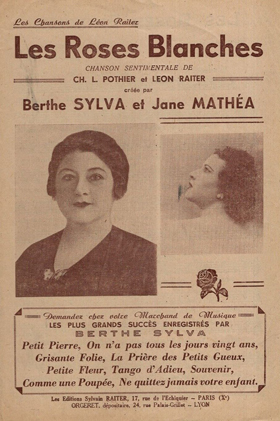 Les Chansons de Léon Raiter
Les Roses Blanches
CHANSON SENTIMENTALE DE
CH. L. POTHIER et LEON RAITER
créée par
Berthe SYLVA et Jane MATHÉA
Demandez chez votre Marchand de Musique
LES PLUS GRANDS SUCCÈS ENREGISTRÉS PAR
BERTHE SYLVA
Petit Pierre, On n'a pas tous les jours vingt ans,
Grisante Folie, La Prière des Petits Gueux,
Petite Fleur, Tango d'Adieu, Souvenir,
Comme une Poupée, Ne quittez jamais votre enfant.
Les Editions Sylvain RAITER, 17, rue de l'Echiquier - PARIS (Xe)
ORGERET, dépositaire, 24, rue Palais-Grillet - LYON